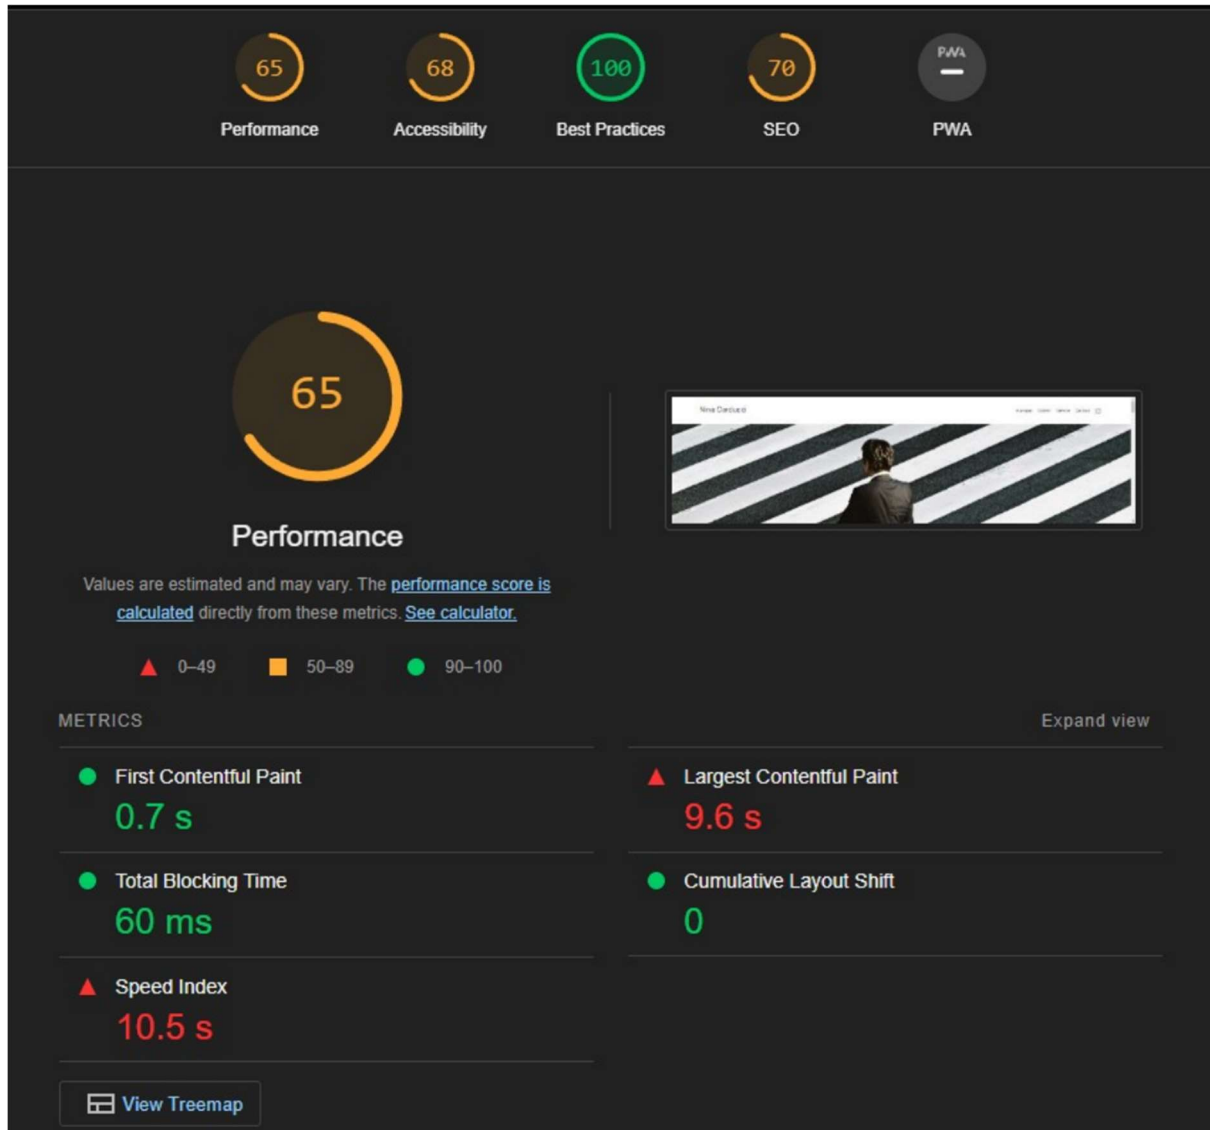 65
68
100
70
PWA
Performance
Accessibility
Best Practices
SEO
PWA
65
Performance
Values are estimated and may vary. The performance score is
calculated directly from these metrics. See calculator.
0–49
50–89
90–100
METRICS
Expand view
First Contentful Paint
0.7 s
Largest Contentful Paint
9.6 s
Total Blocking Time
60 ms
Cumulative Layout Shift
0
Speed Index
10.5 s
View Treemap